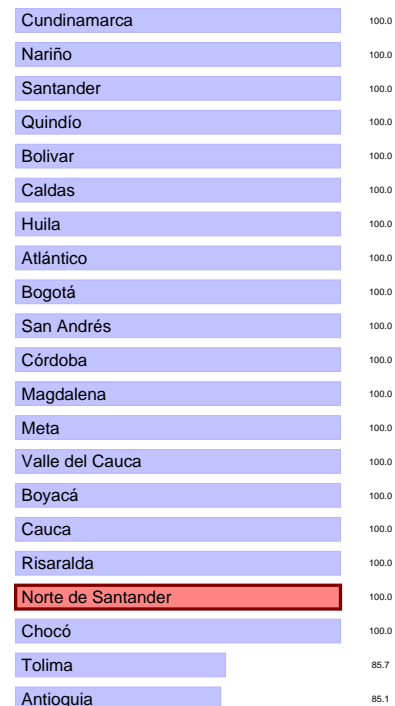 Cundinamarca 100.0
Nariño 100.0
Santander 100.0
Quindío 100.0
Bolivar 100.0
Caldas 100.0
Huila 100.0
Atlántico 100.0
Bogotá 100.0
San Andrés 100.0
Córdoba 100.0
Magdalena 100.0
Meta 100.0
Valle del Cauca 100.0
Boyacá 100.0
Cauca 100.0
Risaralda 100.0
Norte de Santander 100.0
Chocó 100.0
Tolima 85.7
Antioquia 85.1